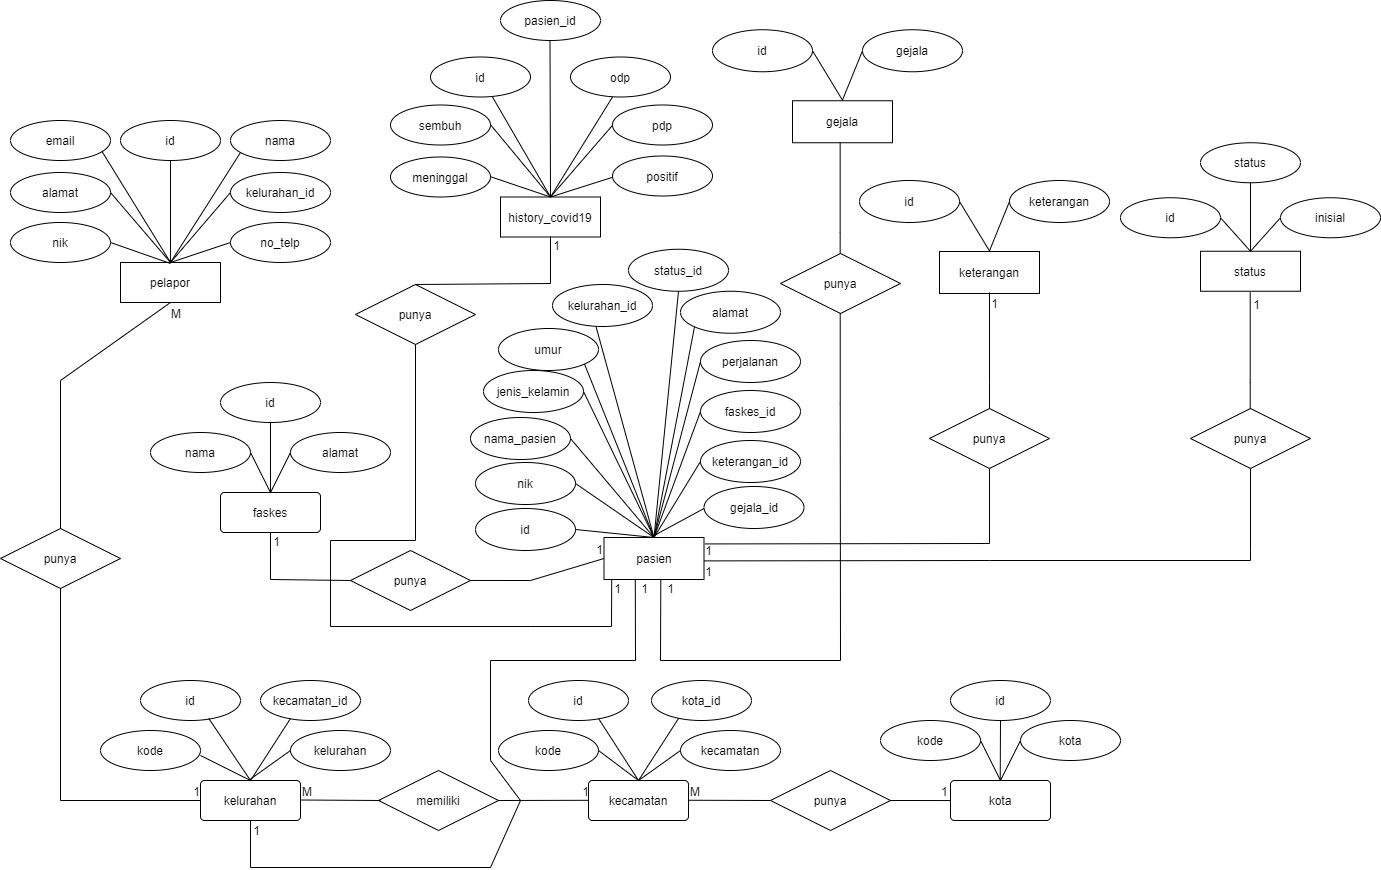 pasien_id
id
gejala
id
odp
sembuh
pdp
meninggal
positif
history_covid19
1
gejala
email
id
nama
alamat
kelurahan_id
nik
no_telp
pelapor
M
status
id
inisial
status
1
id
keterangan
keterangan
1
punya
punya
status_id
kelurahan_id
alamat
umur
perjalanan
jenis_kelamin
faskes_id
nama_pasien
keterangan_id
nik
gejala_id
id
pasien
1
1
1
1
1
1
punya
punya
id
nama
alamat
faskes
1
punya
punya
id
kecamatan_id
kode
kelurahan
1
kelurahan
M
1
memiliki
id
kota_id
kode
kecamatan
1
kecamatan
M
punya
id
kode
kota
1
kota